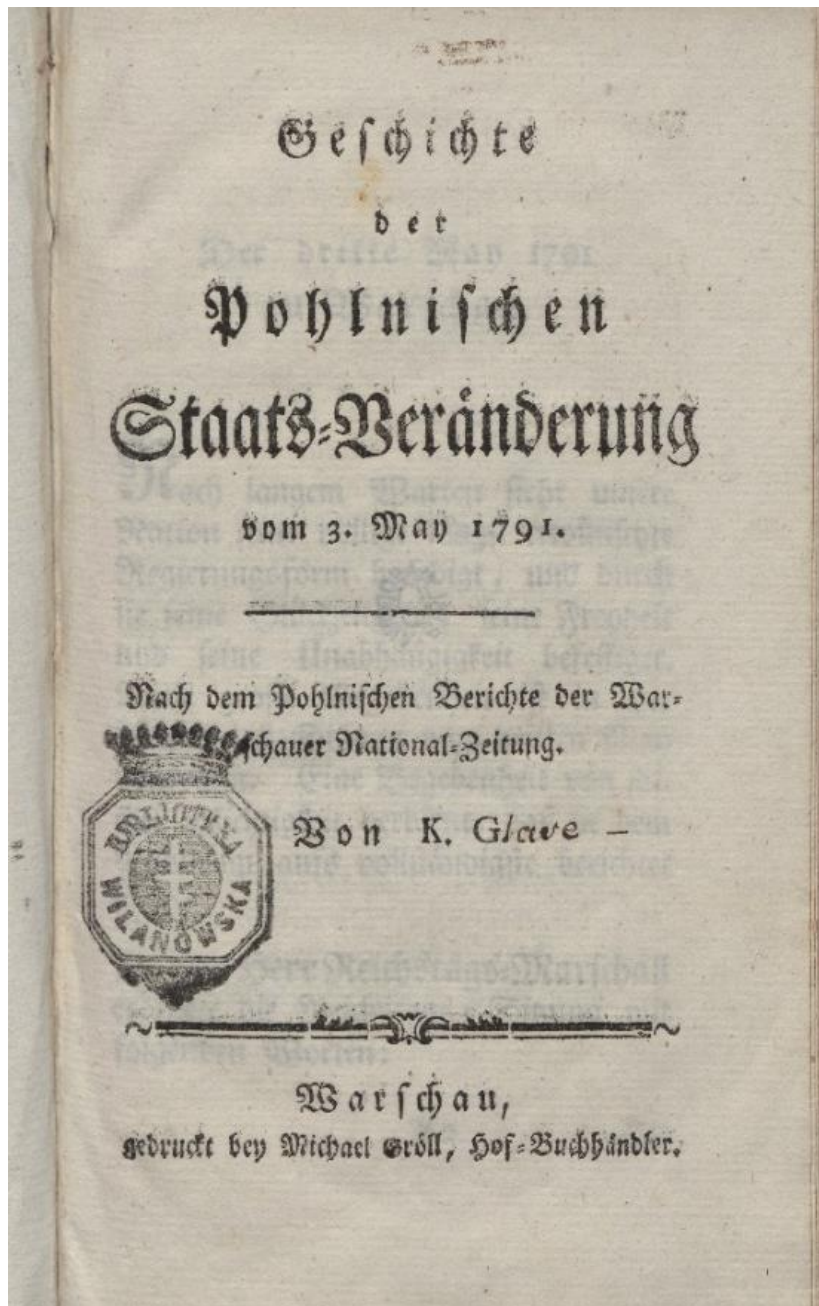 Geschichte
der
Pohlnischen
Staats-Veränderung
vom 3. May 1791.
Nach dem Pohlnischen Berichte der War-
schauer National-Zeitung.
Von K. Glave –
BIBLIOTEKA
WILANOWSKA
Warschau,
gedruckt bey Michael Gröll, Hof-Buchhändler.